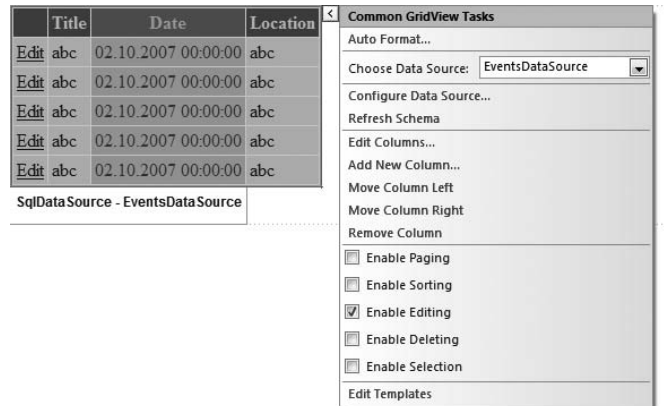 Title Date Location
Edit abc 02.10.2007 00:00:00 abc
Edit abc 02.10.2007 00:00:00 abc
Edit abc 02.10.2007 00:00:00 abc
Edit abc 02.10.2007 00:00:00 abc
Edit abc 02.10.2007 00:00:00 abc
SqlDataSource - EventsDataSource
Common GridView Tasks
Auto Format...
Choose Data Source: EventsDataSource
Configure Data Source...
Refresh Schema
Edit Columns...
Add New Column...
Move Column Left
Move Column Right
Remove Column
Enable Paging
Enable Sorting
Enable Editing
Enable Deleting
Enable Selection
Edit Templates